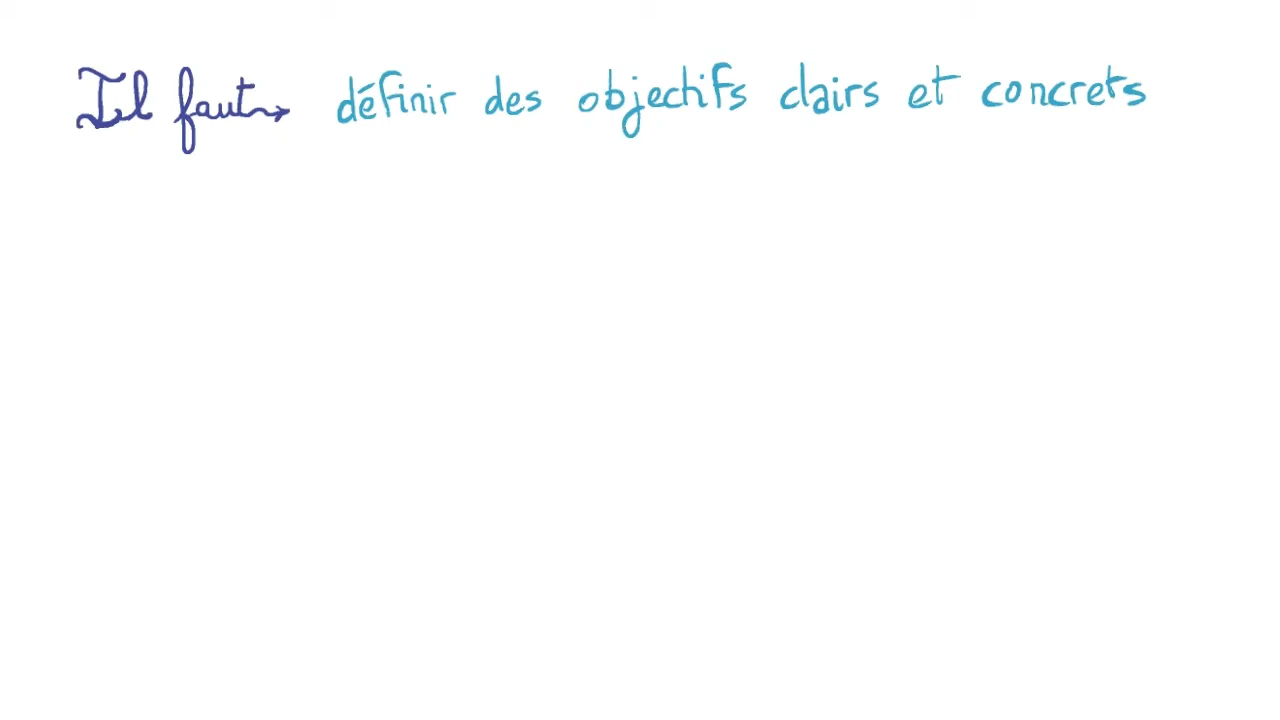 Il faut → définir des objectifs clairs et concrets